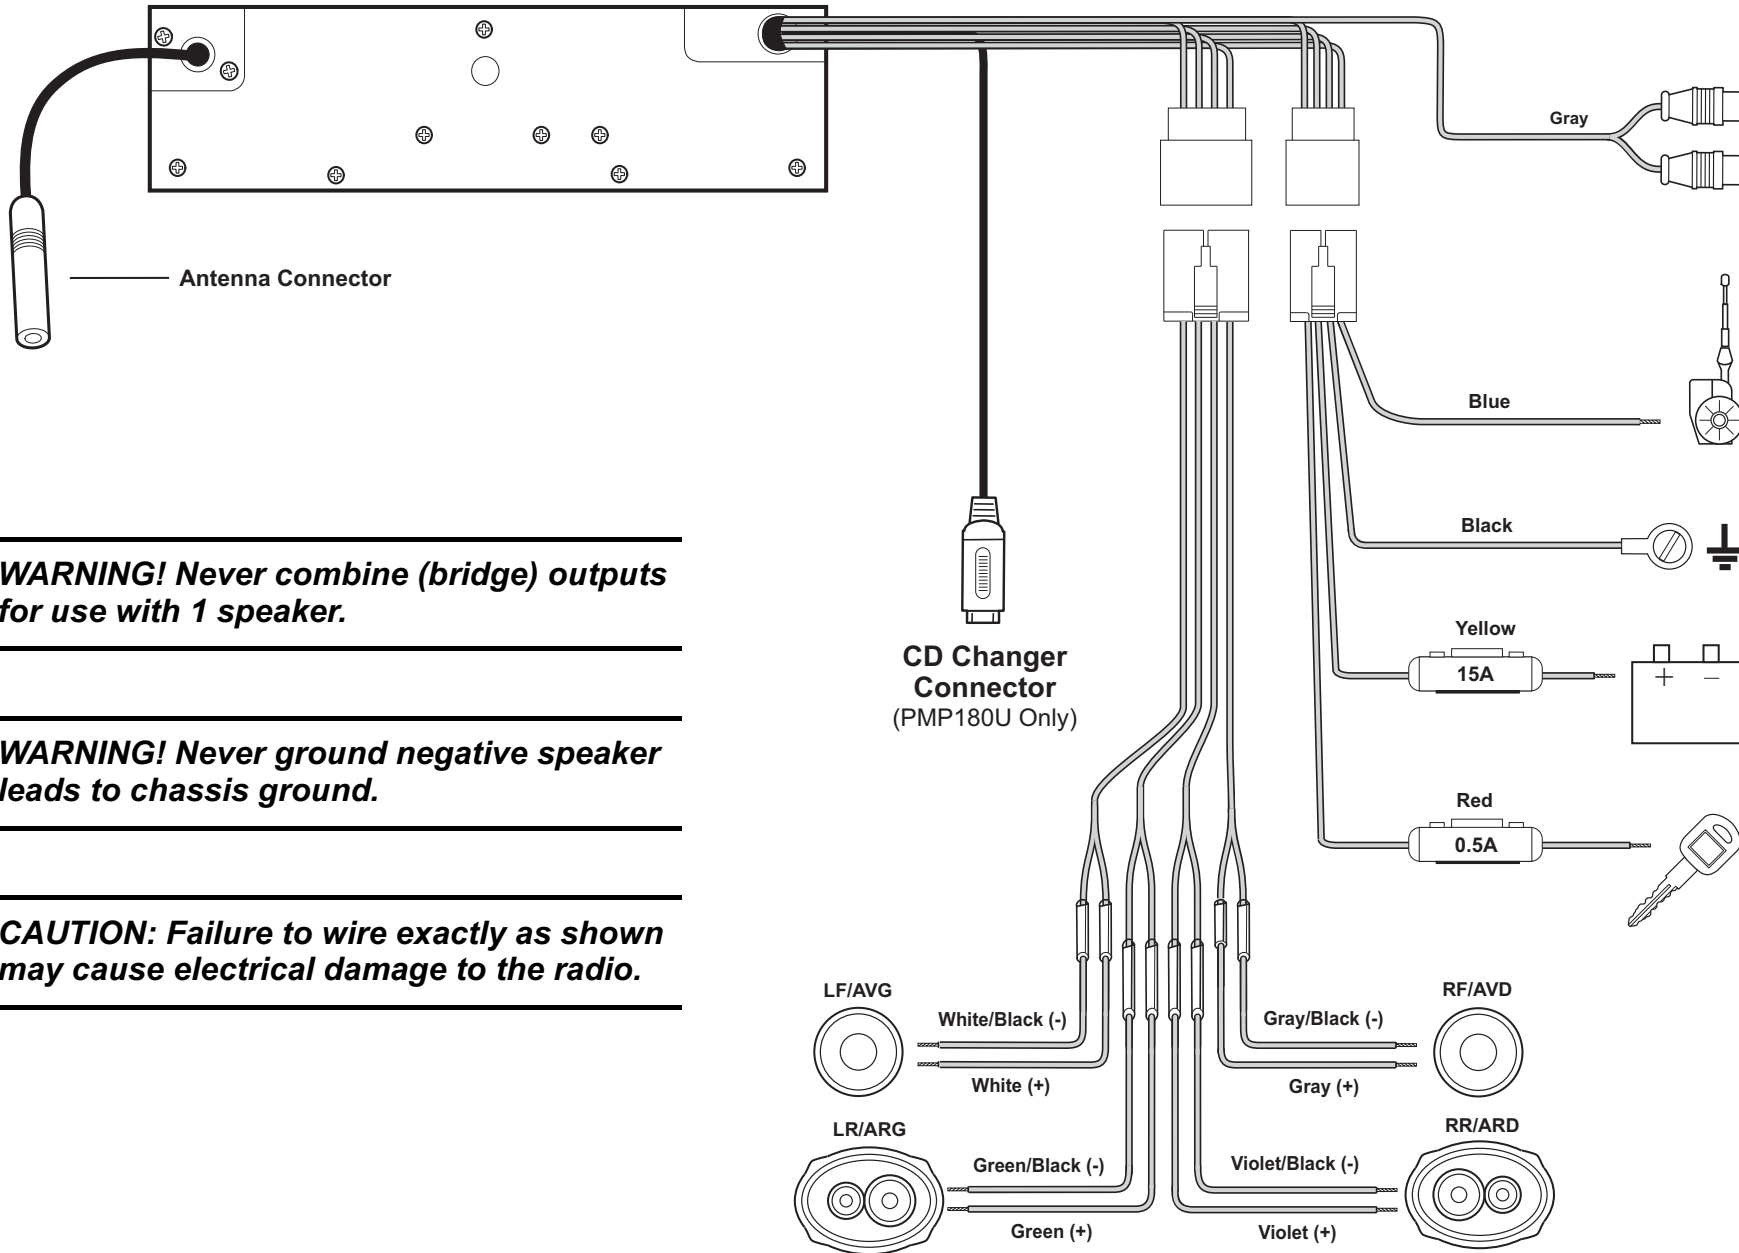 Gray
Antenna Connector
Blue
Black
WARNING! Never combine (bridge) outputs
for use with 1 speaker.
Yellow
15A
+ −
CD Changer
Connector
(PMP180U Only)
WARNING! Never ground negative speaker
leads to chassis ground.
Red
0.5A
CAUTION: Failure to wire exactly as shown
may cause electrical damage to the radio.
LF/AVG
White/Black (-)
White (+)
RF/AVD
Gray/Black (-)
Gray (+)
LR/ARG
Green/Black (-)
Green (+)
RR/ARD
Violet/Black (-)
Violet (+)